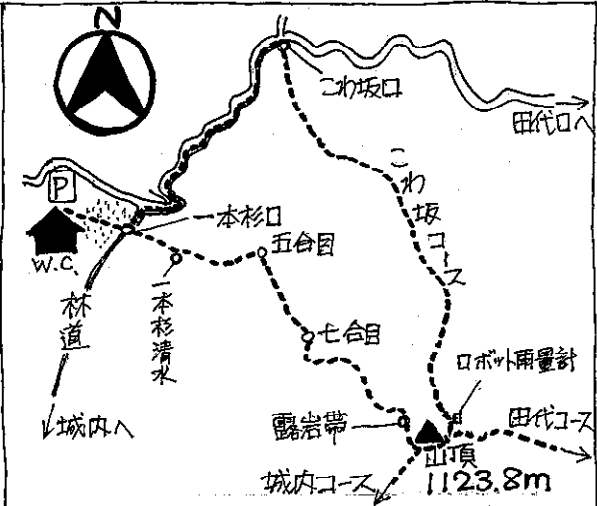 N
こわ坂口
田代口へ
P
W.C.
こわ坂コース
一本杉口
五合目
一本杉清水
林道
七合目
ロボット雨量計
城内へ
露岩帯
田代コース
山頂
1123.8m
城内コース